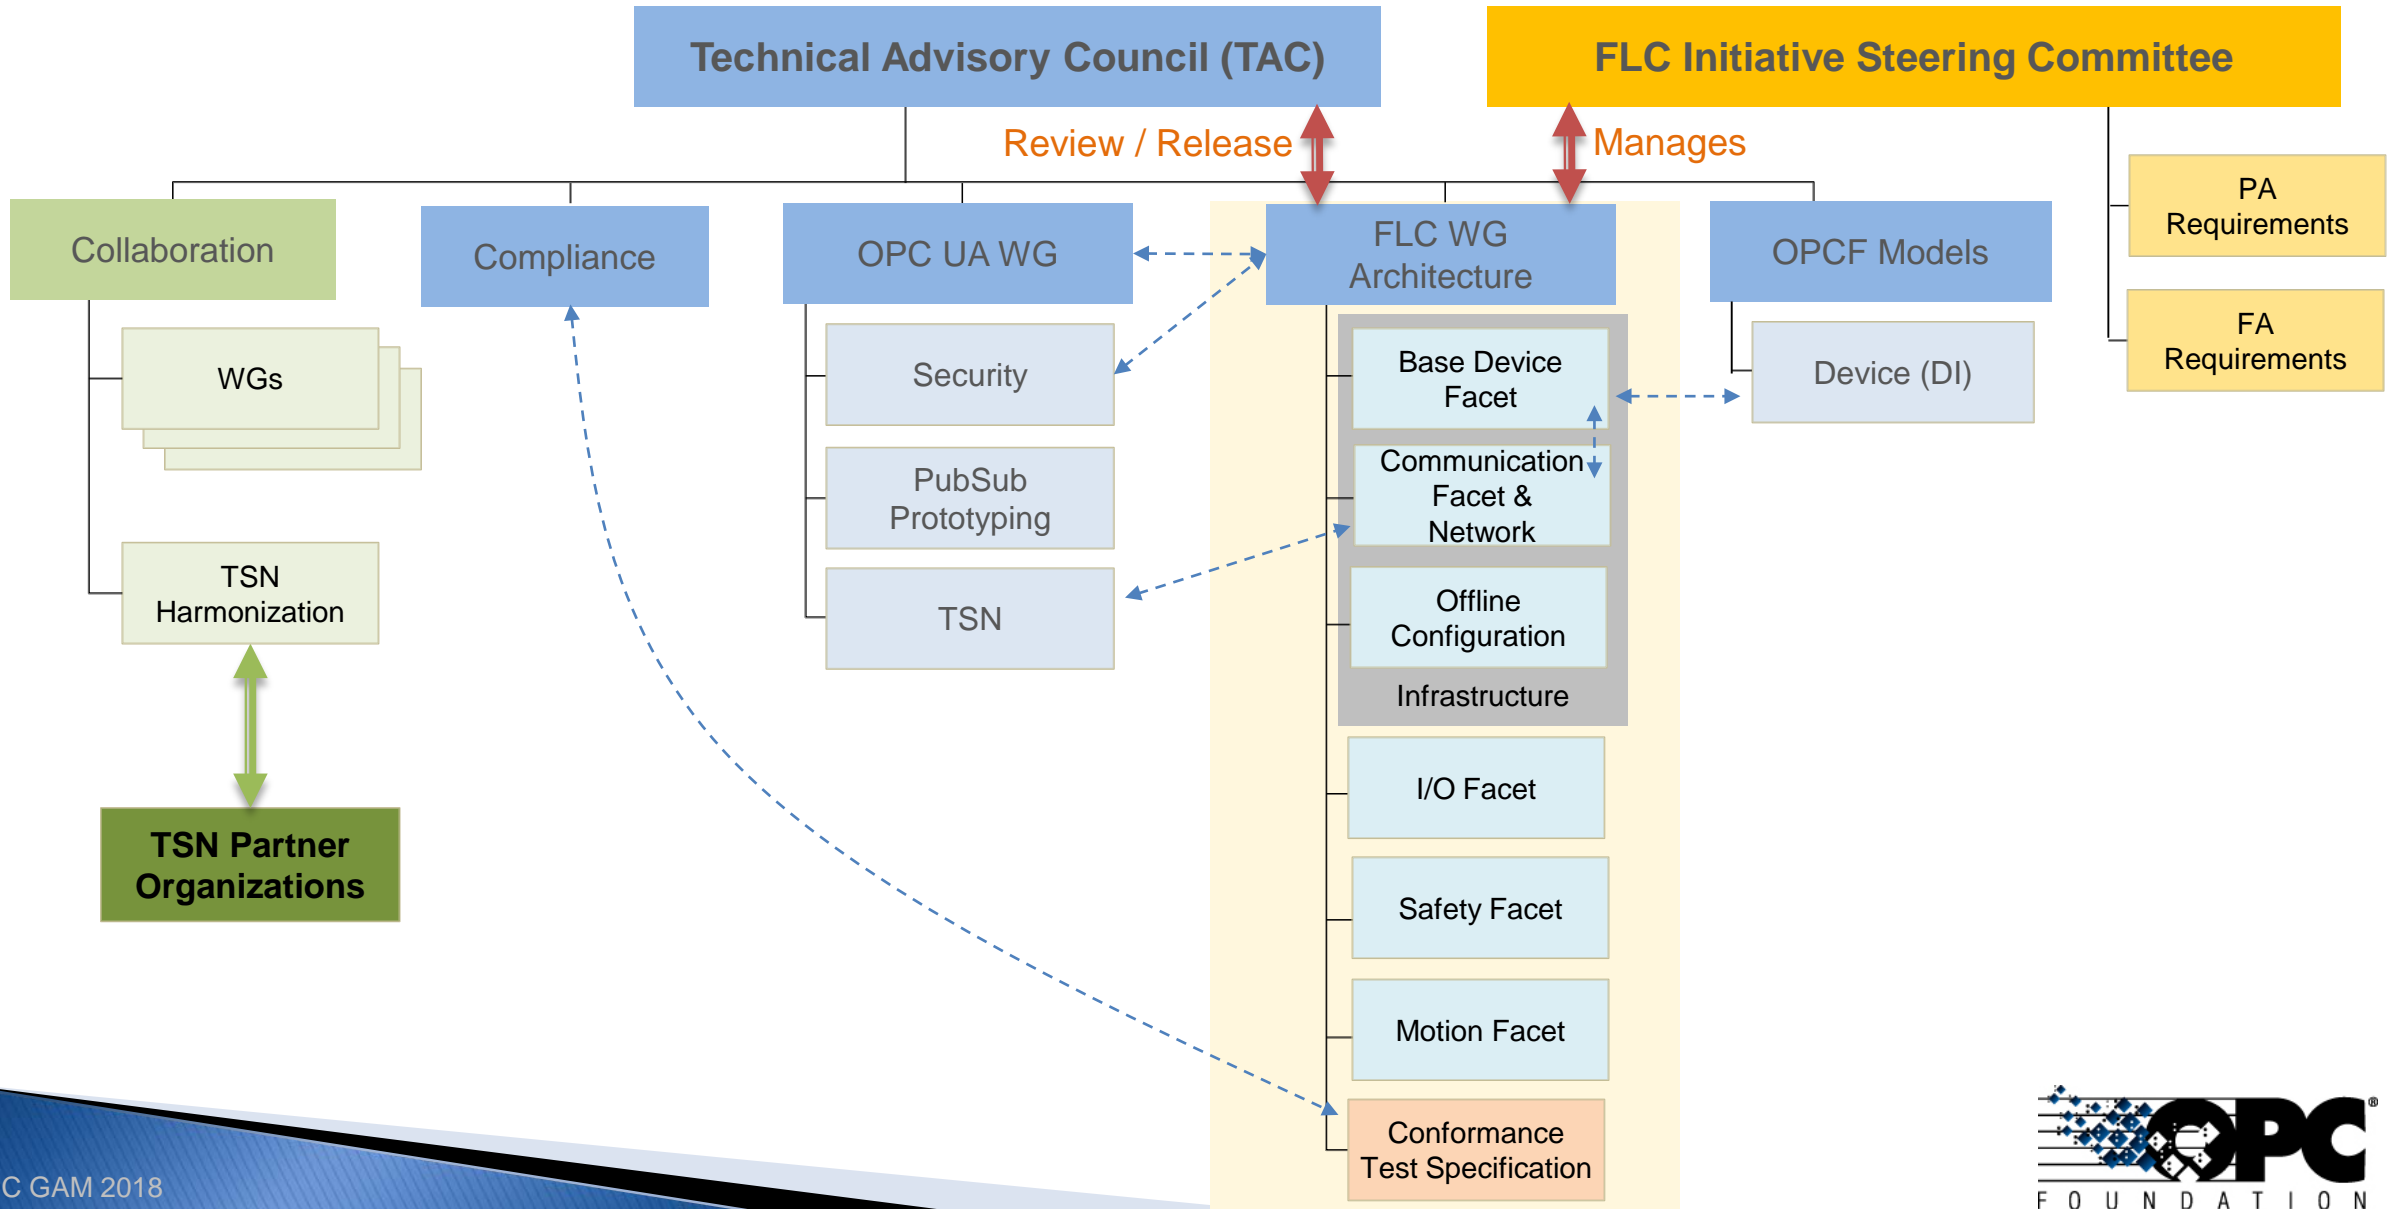 Technical Advisory Council (TAC)
FLC Initiative Steering Committee
Review / Release
Manages
PA
Requirements
FA
Requirements
Collaboration
Compliance
OPC UA WG
FLC WG
Architecture
OPCF Models
WGs
TSN
Harmonization
TSN Partner
Organizations
Security
PubSub
Prototyping
TSN
Base Device
Facet
Communication
Facet &
Network
Offline
Configuration
Infrastructure
I/O Facet
Safety Facet
Motion Facet
Conformance
Test Specification
Device (DI)
C GAM 2018
OPC®
FOUNDATION